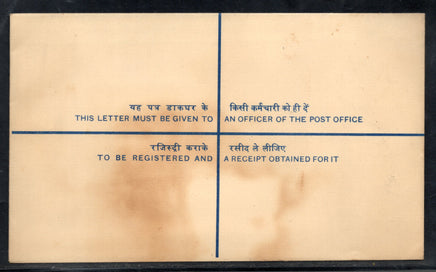 यह पत्र डाकघर के किसी कर्मचारी को ही दें
THIS LETTER MUST BE GIVEN TO AN OFFICER OF THE POST OFFICE
रजिस्ट्री कराके रसीद ले लीजिए
TO BE REGISTERED AND A RECEIPT OBTAINED FOR IT